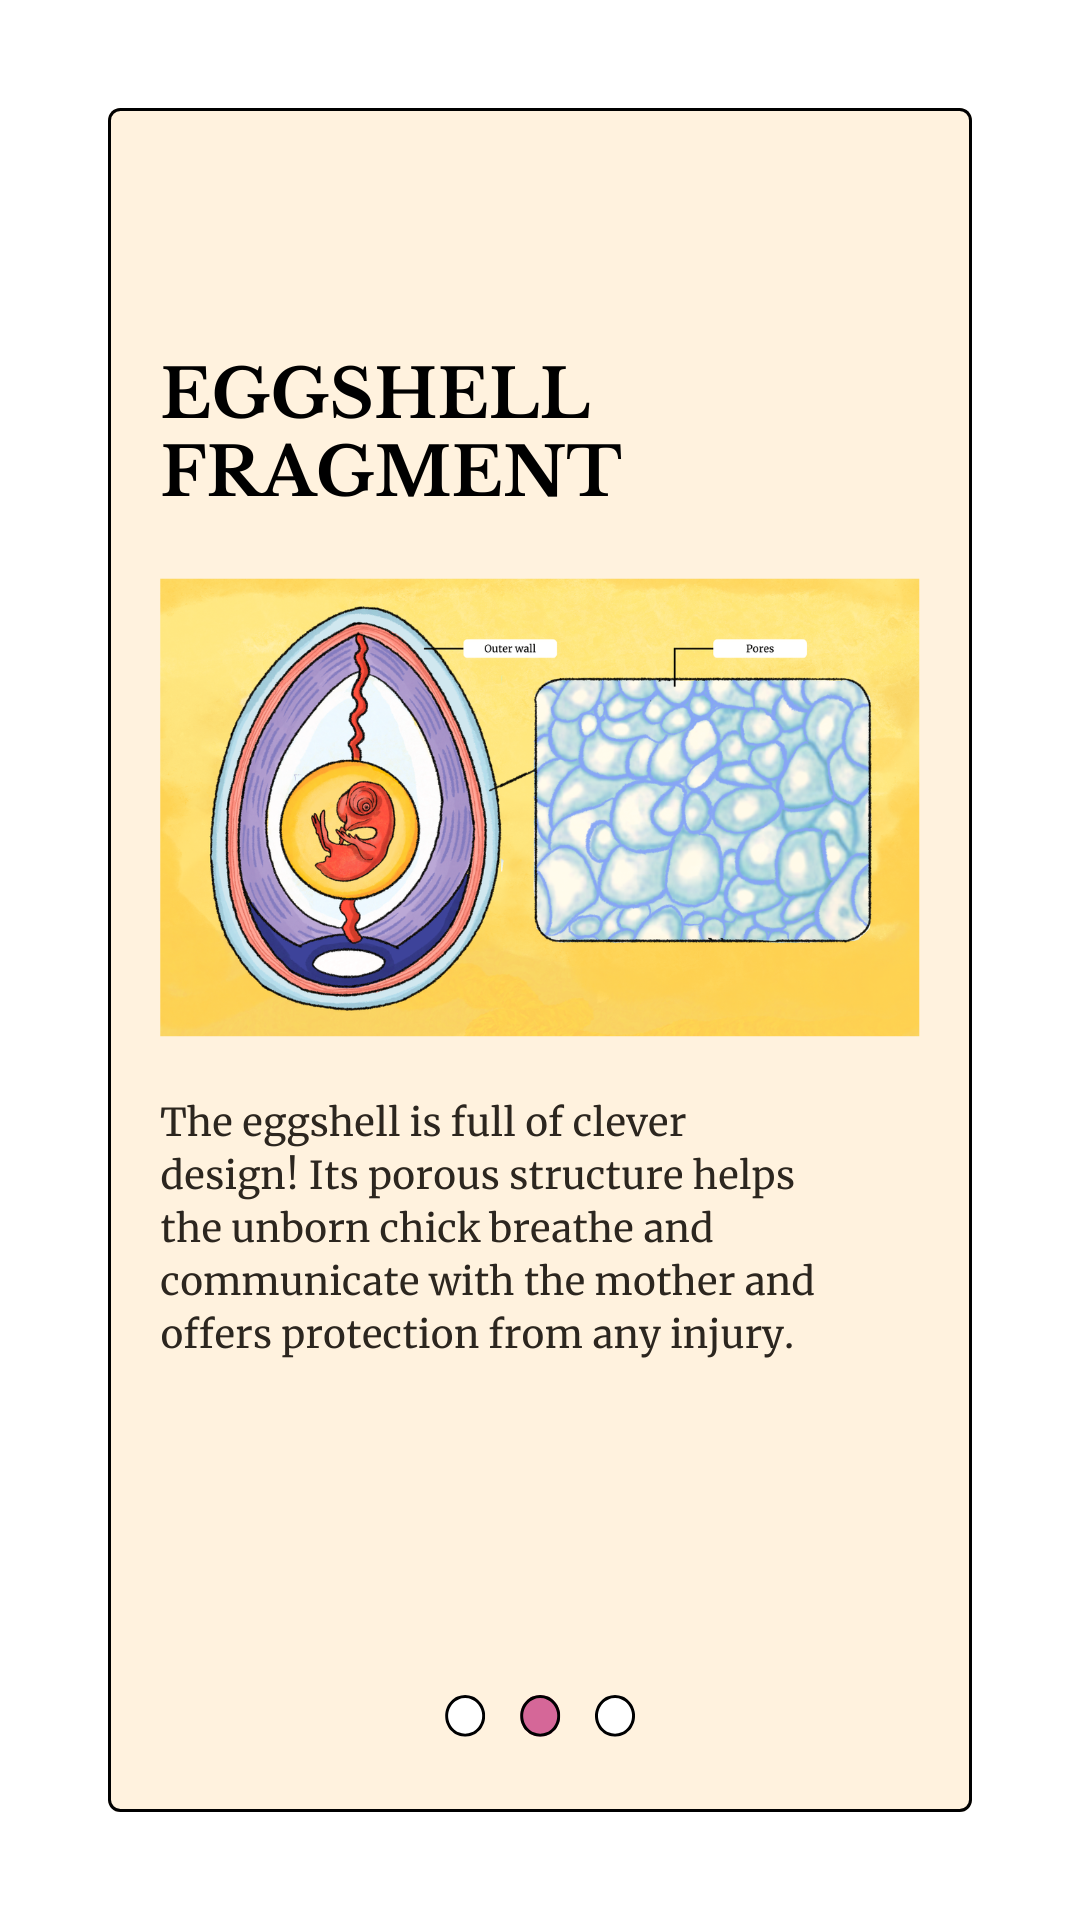 EGGSHELL
FRAGMENT
Outer wall
Pores
The eggshell is full of clever
design! Its porous structure helps
the unborn chick breathe and
communicate with the mother and
offers protection from any injury.